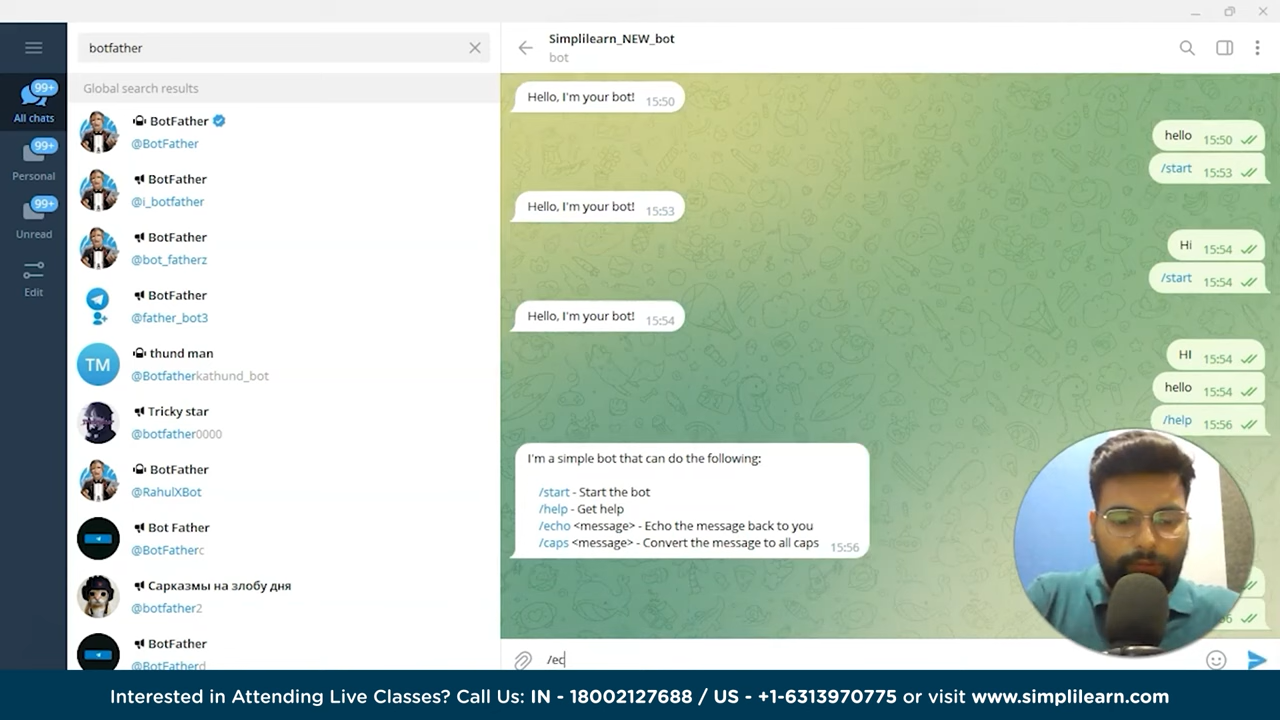 botfather
Global search results
BotFather
@BotFather
BotFather
@i_botfather
BotFather
@bot_fatherz
BotFather
@father_bot3
TM
thund man
@Botfatherkathund_bot
Tricky star
@botfather0000
BotFather
@RahulXBot
Bot Father
@BotFatherc
Сарказмы на злобу дня
@botfather2
BotFather
@BotFatherd
99+
All chats
99+
Personal
99+
Unread
Edit
Simplilearn_NEW_bot
bot
Hello, I'm your bot! 15:50
hello 15:50
/start 15:53
Hello, I'm your bot! 15:53
Hi 15:54
/start 15:54
Hello, I'm your bot! 15:54
HI 15:54
hello 15:54
/help 15:56
I'm a simple bot that can do the following:
/start - Start the bot
/help - Get help
/echo <message> - Echo the message back to you
/caps <message> - Convert the message to all caps 15:56
/ec
Interested in Attending Live Classes? Call Us: IN - 18002127688 / US - +1-6313970775 or visit www.simplilearn.com